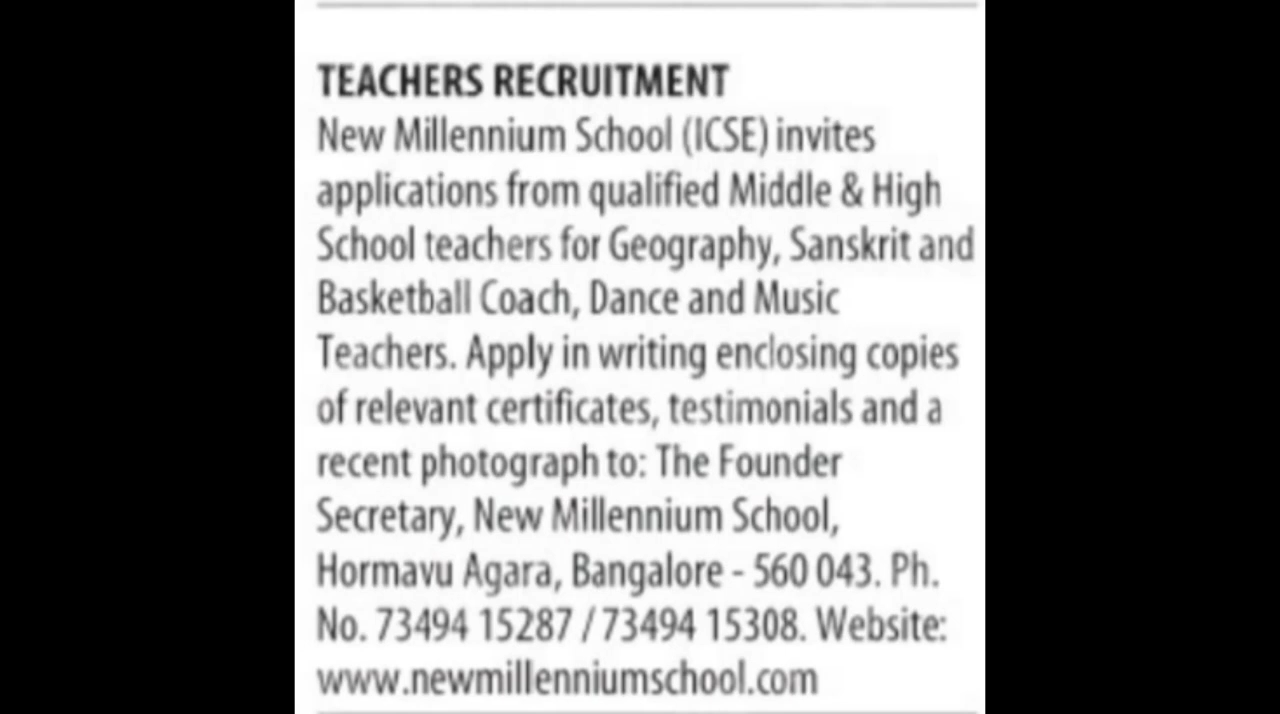 TEACHERS RECRUITMENT
New Millennium School (ICSE) invites
applications from qualified Middle & High
School teachers for Geography, Sanskrit and
Basketball Coach, Dance and Music
Teachers. Apply in writing enclosing copies
of relevant certificates, testimonials and a
recent photograph to: The Founder
Secretary, New Millennium School,
Hormavu Agara, Bangalore - 560 043. Ph.
No. 73494 15287 / 73494 15308. Website:
www.newmillenniumschool.com